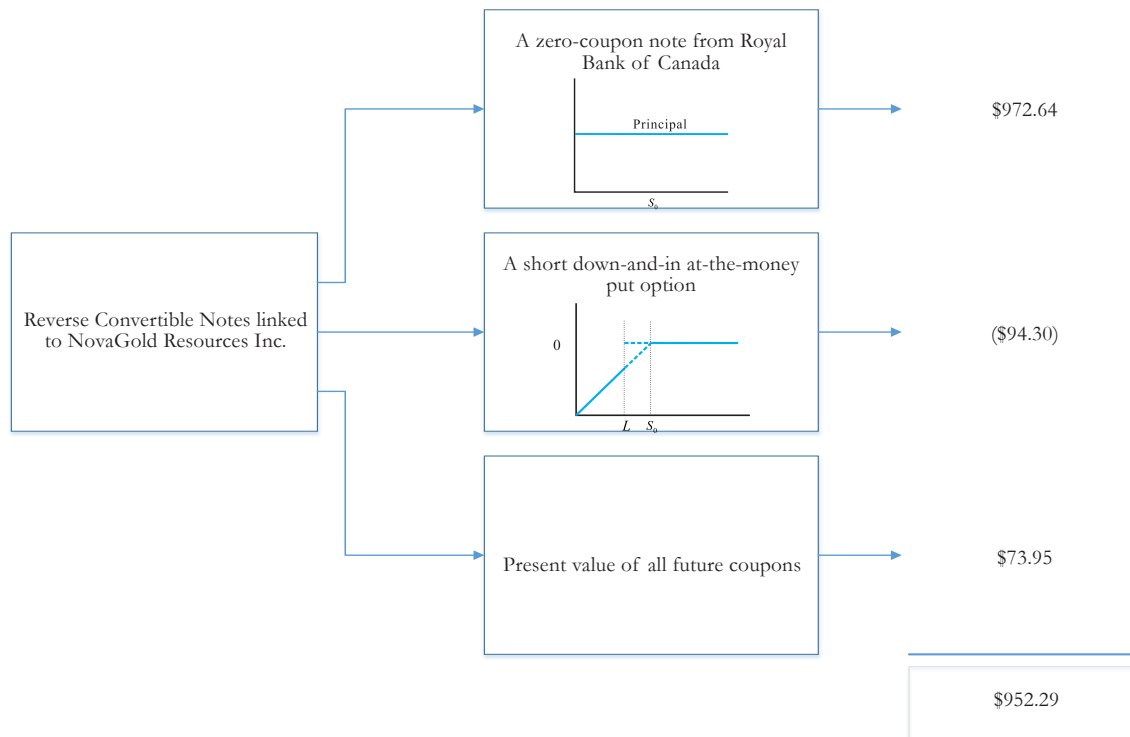 A zero-coupon note from Royal
Bank of Canada
Principal
S₀
$972.64
Reverse Convertible Notes linked
to NovaGold Resources Inc.
A short down-and-in at-the-money
put option
0
L S₀
($94.30)
Present value of all future coupons
$73.95
$952.29